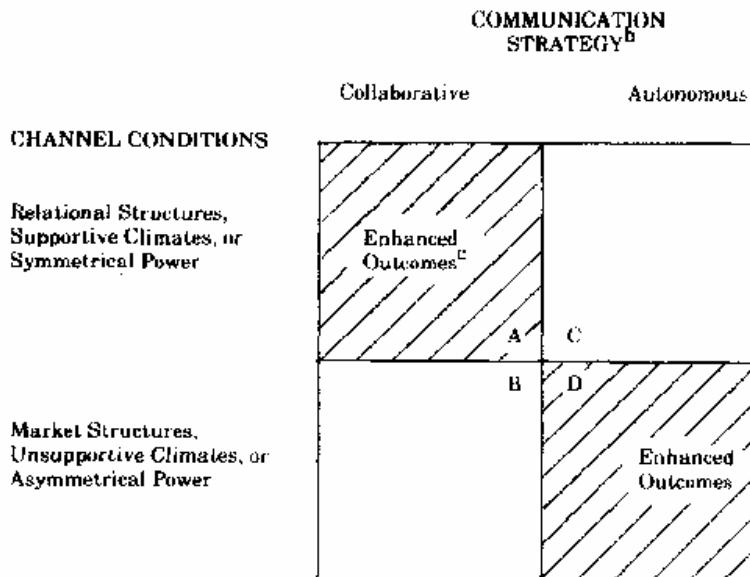 COMMUNICATION
STRATEGYb
Collaborative Autonomous
CHANNEL CONDITIONS
Relational Structures,
Supportive Climates, or
Symmetrical Power
Enhanced
Outcomesc
A C
B D
Market Structures,
Unsupportive Climates, or
Asymmetrical Power
Enhanced
Outcomes